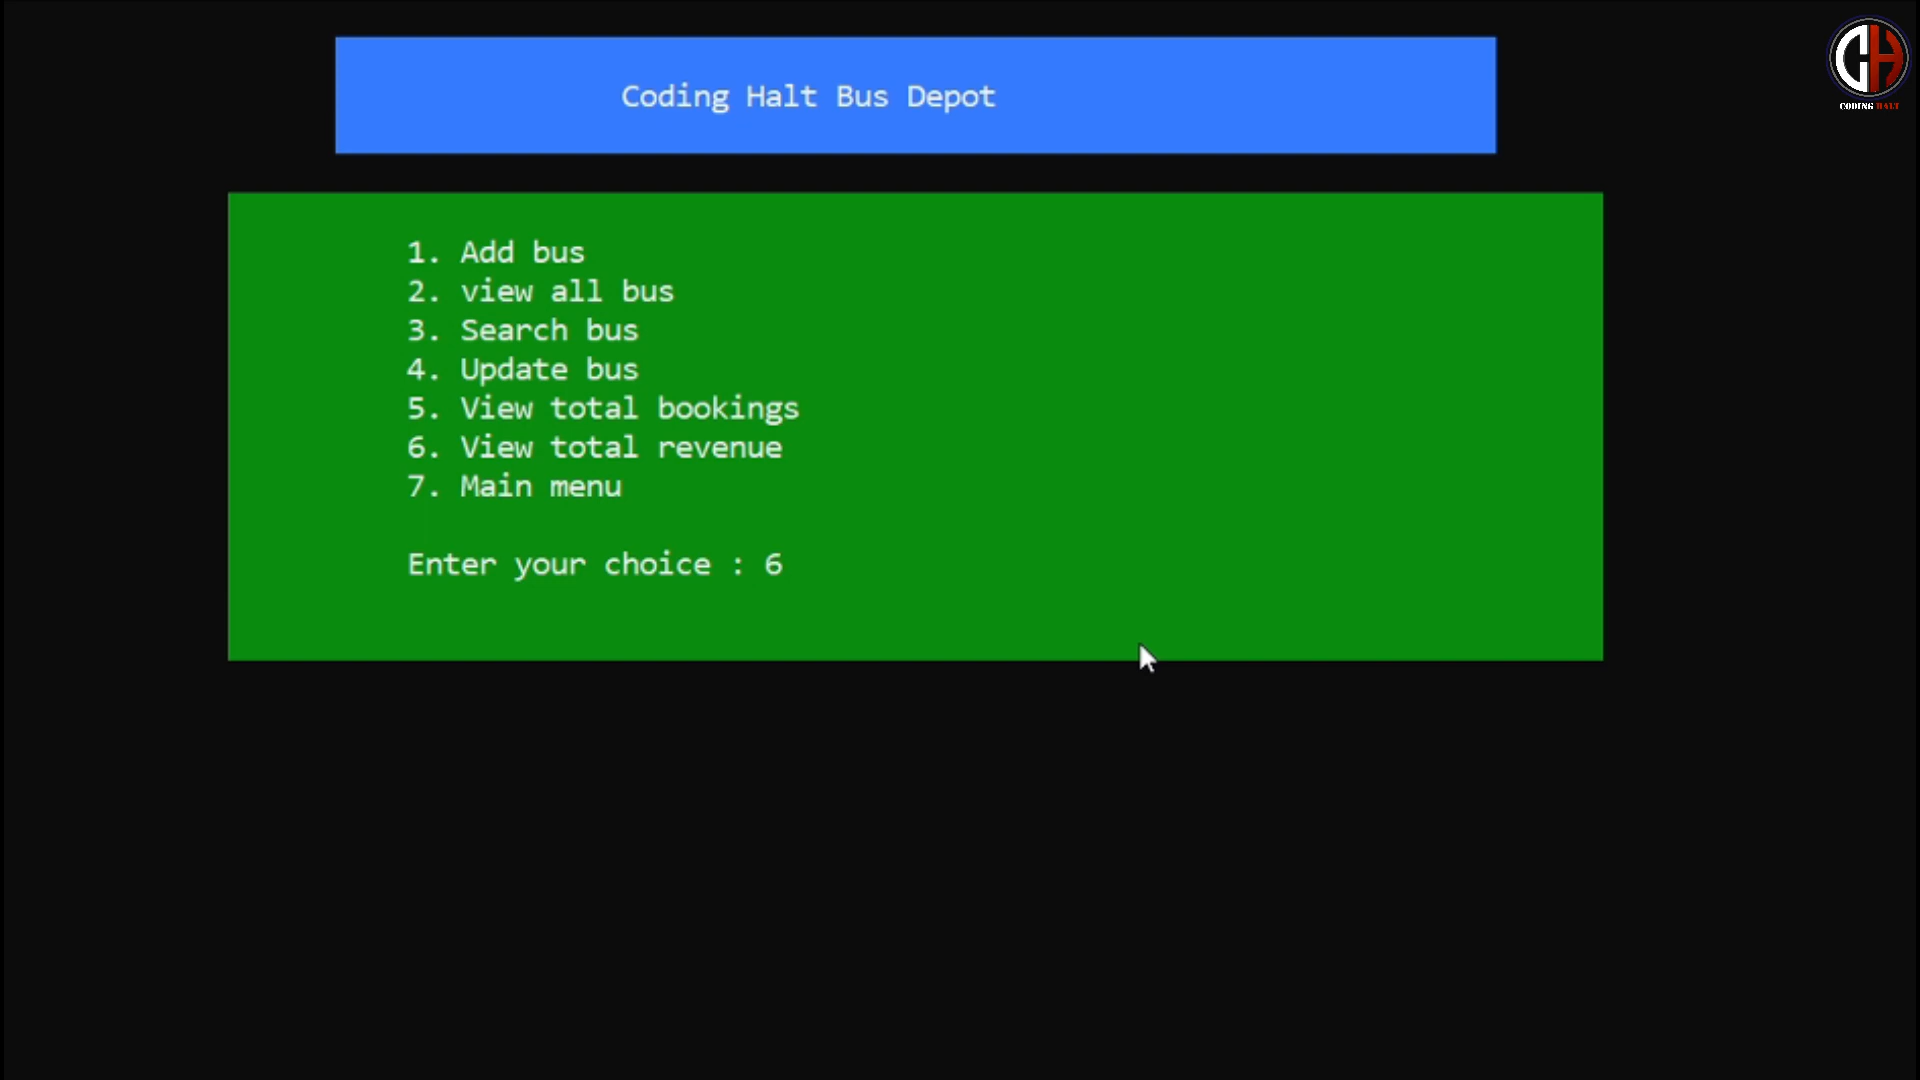 Coding Halt Bus Depot
CODING HALT
1. Add bus
2. view all bus
3. Search bus
4. Update bus
5. View total bookings
6. View total revenue
7. Main menu
Enter your choice : 6